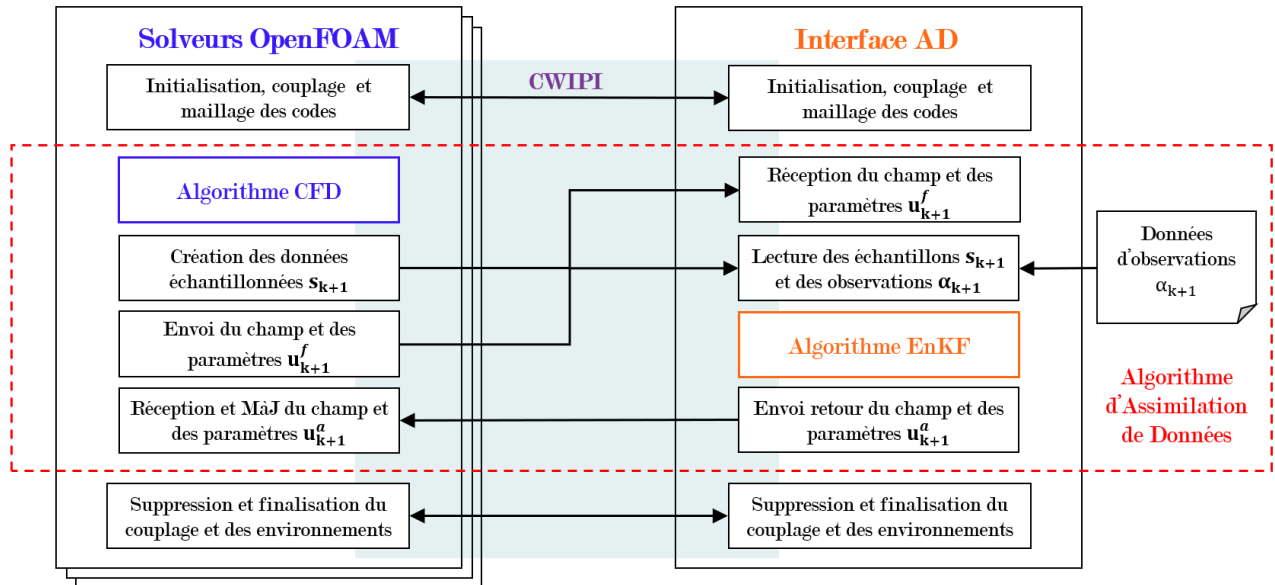 Solveurs OpenFOAM
Initialisation, couplage et
maillage des codes
Algorithme CFD
Création des données
échantillonnées s_{k+1}
Envoi du champ et des
paramètres u^f_{k+1}
Réception et MàJ du champ et
des paramètres u^a_{k+1}
Suppression et finalisation du
couplage et des environnements
CWIPI
Interface AD
Initialisation, couplage et
maillage des codes
Réception du champ et des
paramètres u^f_{k+1}
Lecture des échantillons s_{k+1}
et des observations α_{k+1}
Algorithme EnKF
Envoi retour du champ et des
paramètres u^a_{k+1}
Suppression et finalisation du
couplage et des environnements
Données
d'observations
α_{k+1}
Algorithme
d'Assimilation
de Données